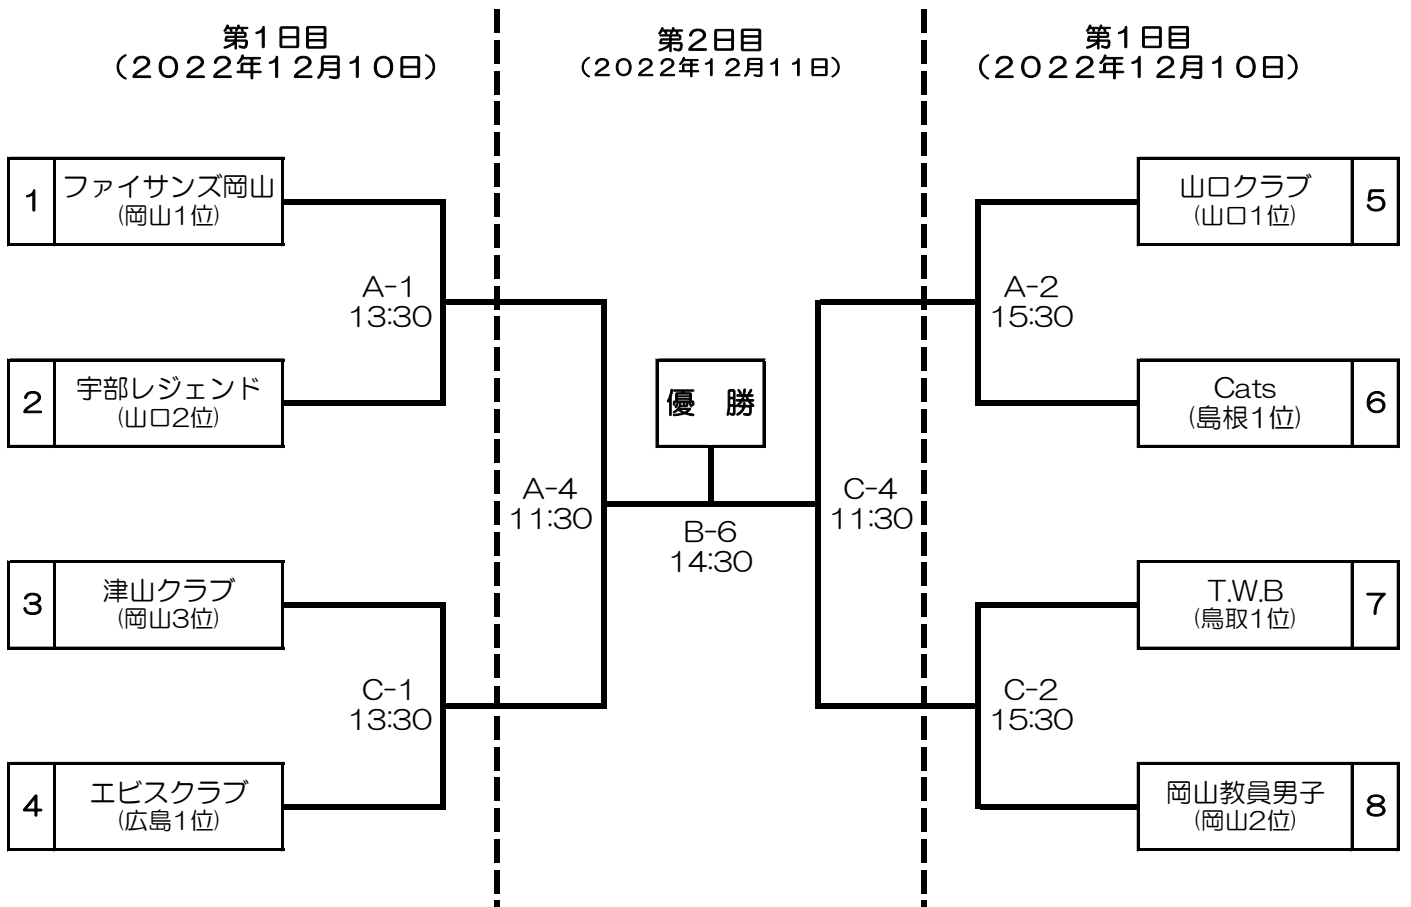 第１日目
（２０２２年１２月１０日）
第２日目
（２０２２年１２月１１日）
第１日目
（２０２２年１２月１０日）
1
ファイサンズ岡山
(岡山1位)
A-1
13:30
2
宇部レジェンド
(山口2位)
3
津山クラブ
(岡山3位)
C-1
13:30
4
エビスクラブ
(広島1位)
A-4
11:30
優　勝
B-6
14:30
C-4
11:30
山口クラブ
(山口1位)
5
A-2
15:30
Cats
(島根1位)
6
T.W.B
(鳥取1位)
7
C-2
15:30
岡山教員男子
(岡山2位)
8